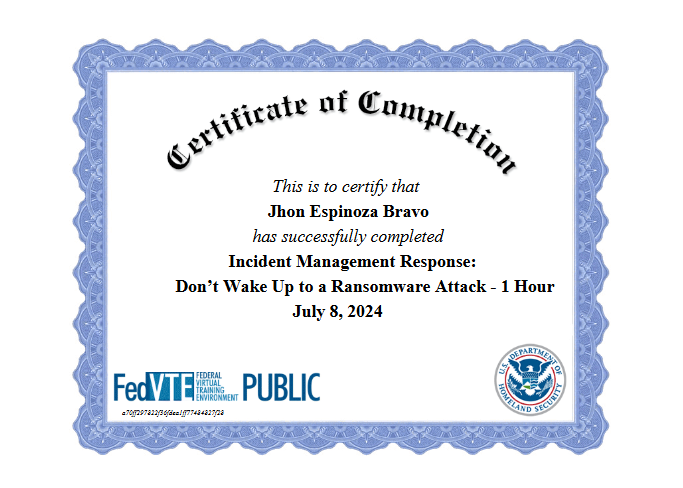 Certificate of Completion
This is to certify that
Jhon Espinoza Bravo
has successfully completed
Incident Management Response:
Don’t Wake Up to a Ransomware Attack - 1 Hour
July 8, 2024
FedVTE FEDERAL VIRTUAL TRAINING ENVIRONMENT PUBLIC
U.S. DEPARTMENT OF HOMELAND SECURITY